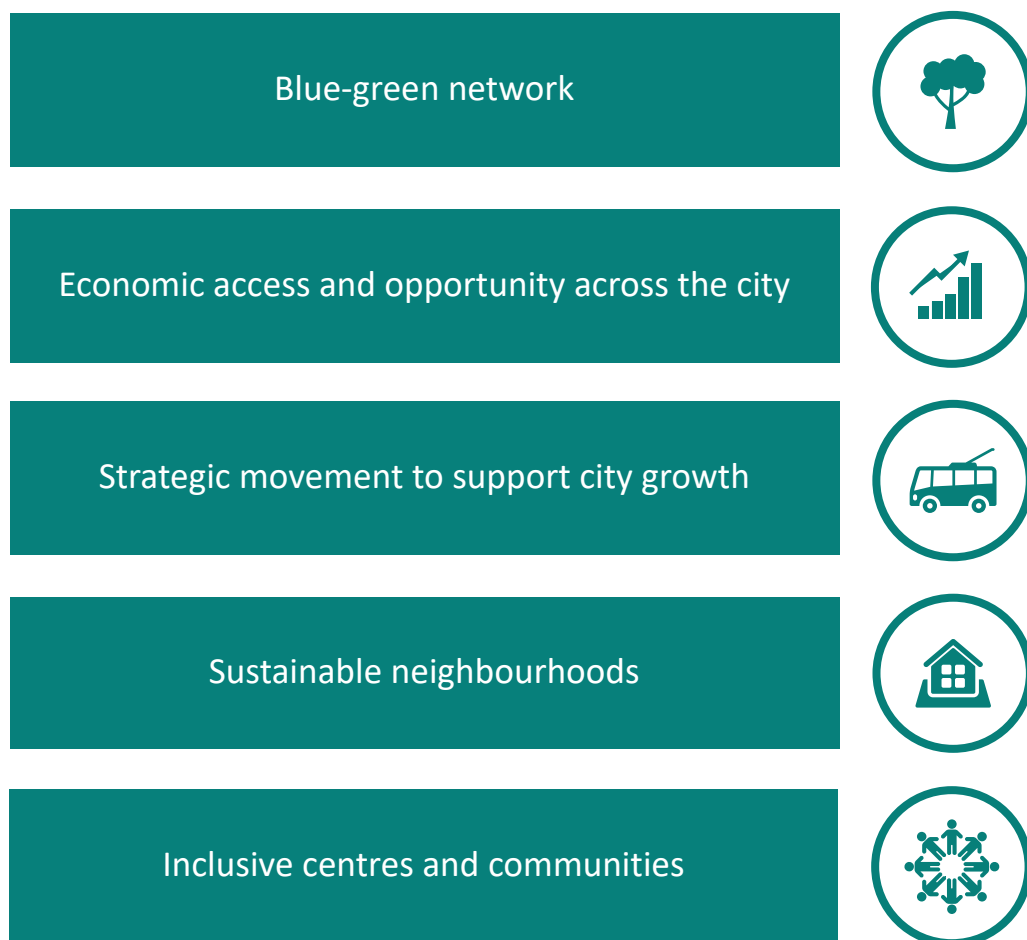 Blue-green network
Economic access and opportunity across the city
Strategic movement to support city growth
Sustainable neighbourhoods
Inclusive centres and communities